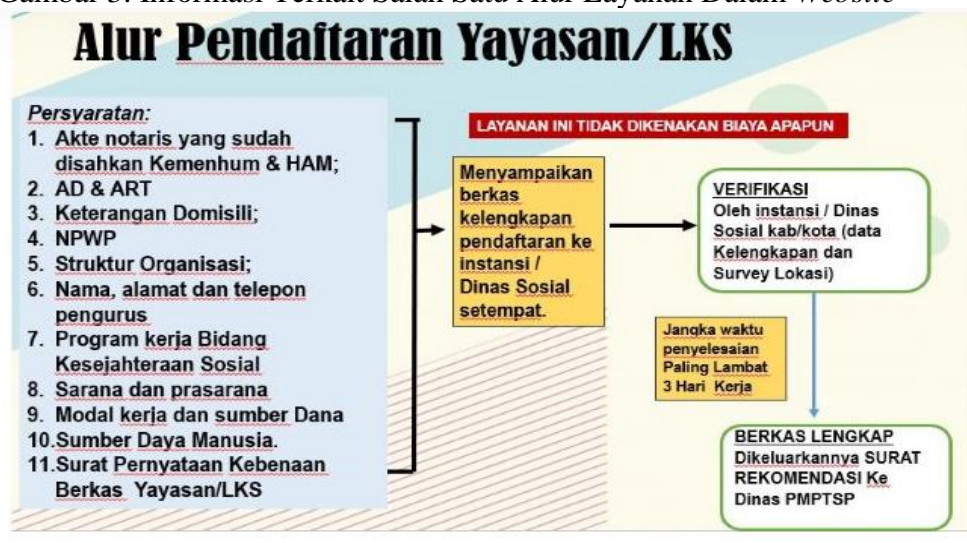 Gambar 3. Informasi Terkait Salah Satu Alur Layanan Dalam Website
Alur Pendaftaran Yayasan/LKS
Persyaratan:
1. Akte notaris yang sudah
disahkan Kemenhum & HAM;
2. AD & ART
3. Keterangan Domisili;
4. NPWP
5. Struktur Organisasi;
6. Nama, alamat dan telepon
pengurus
7. Program kerja Bidang
Kesejahteraan Sosial
8. Sarana dan prasarana
9. Modal kerja dan sumber Dana
10.Sumber Daya Manusia.
11.Surat Pernyataan Kebenaan
Berkas Yayasan/LKS
LAYANAN INI TIDAK DIKENAKAN BIAYA APAPUN
Menyampaikan
berkas
kelengkapan
pendaftaran ke
instansi /
Dinas Sosial
setempat.
VERIFIKASI
Oleh instansi / Dinas
Sosial kab/kota (data
Kelengkapan dan
Survey Lokasi)
Jangka waktu
penyelesaian
Paling Lambat
3 Hari Kerja
BERKAS LENGKAP
Dikeluarkannya SURAT
REKOMENDASI Ke
Dinas PMPTSP